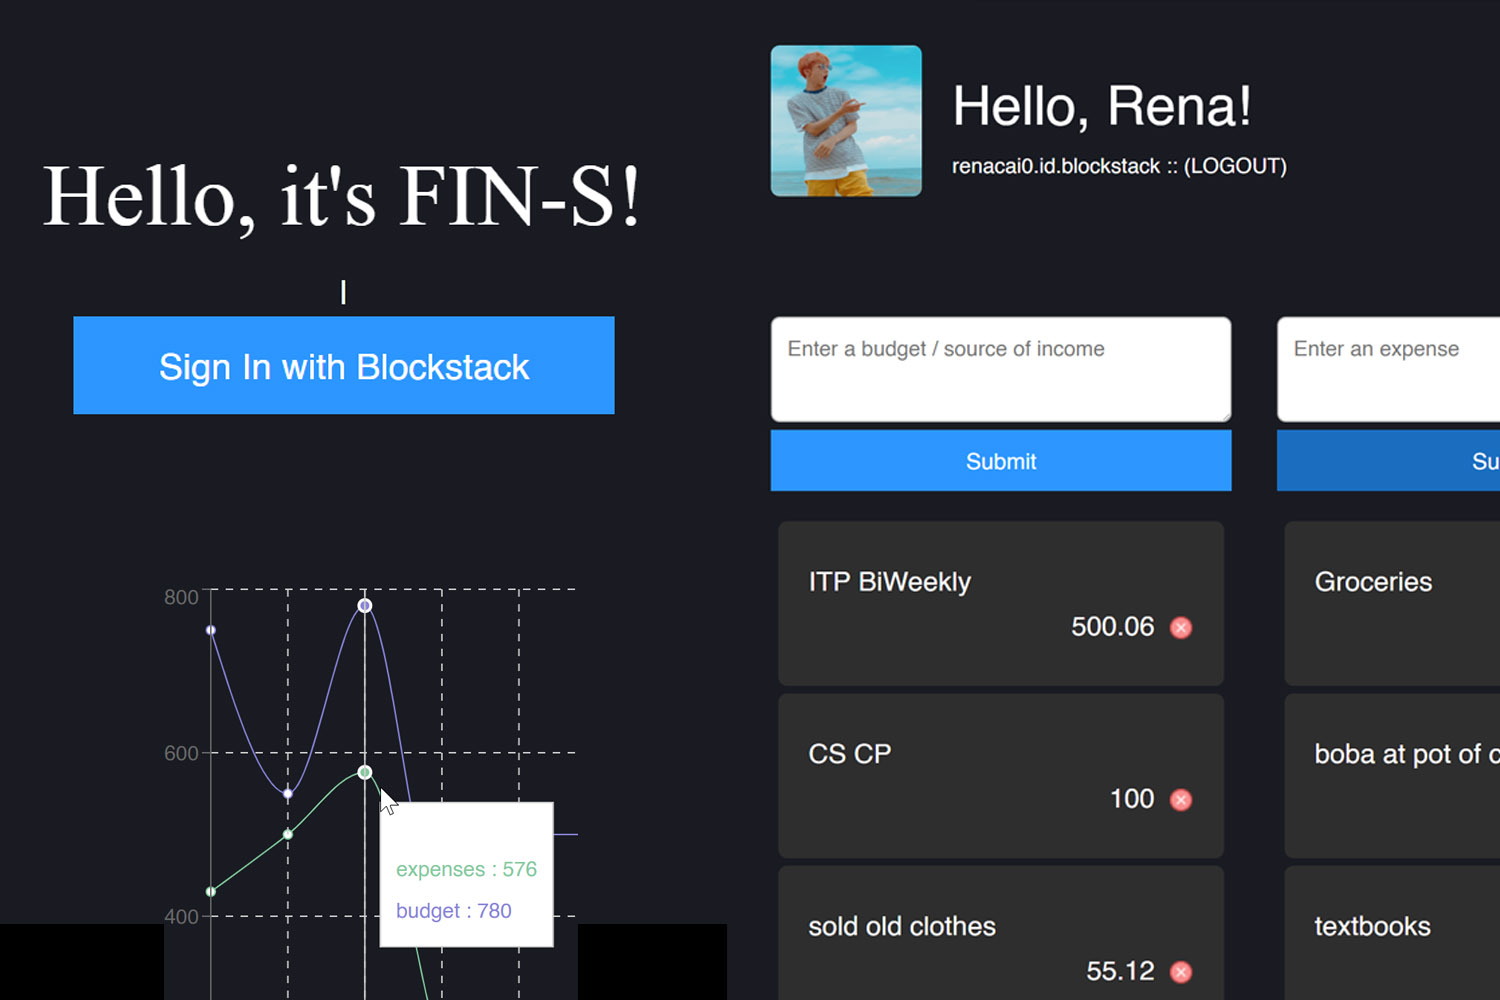 Hello, it's FIN-S!
Sign In with Blockstack
800
600
400
expenses : 576
budget : 780
Hello, Rena!
renacai0.id.blockstack :: (LOGOUT)
Enter a budget / source of income
Submit
ITP BiWeekly
500.06
CS CP
100
sold old clothes
55.12
Enter an expense
Su
Groceries
boba at pot of c
textbooks